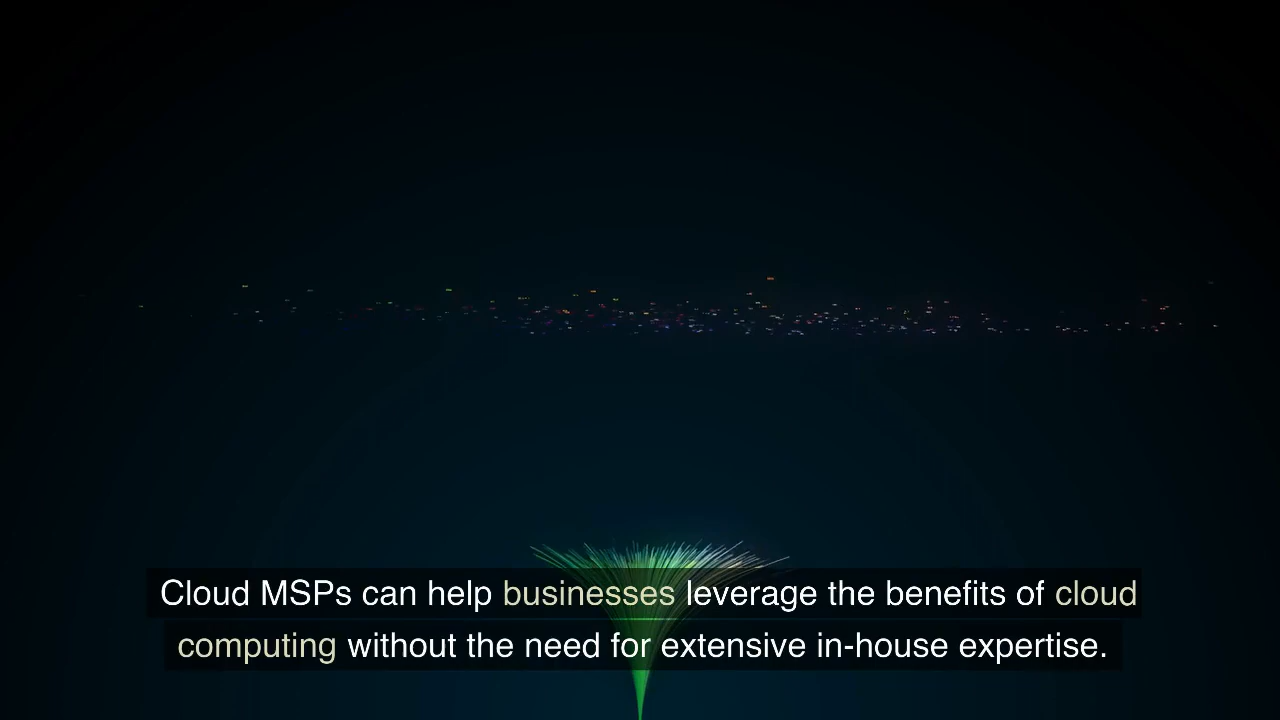 Cloud MSPs can help businesses leverage the benefits of cloud
computing without the need for extensive in-house expertise.